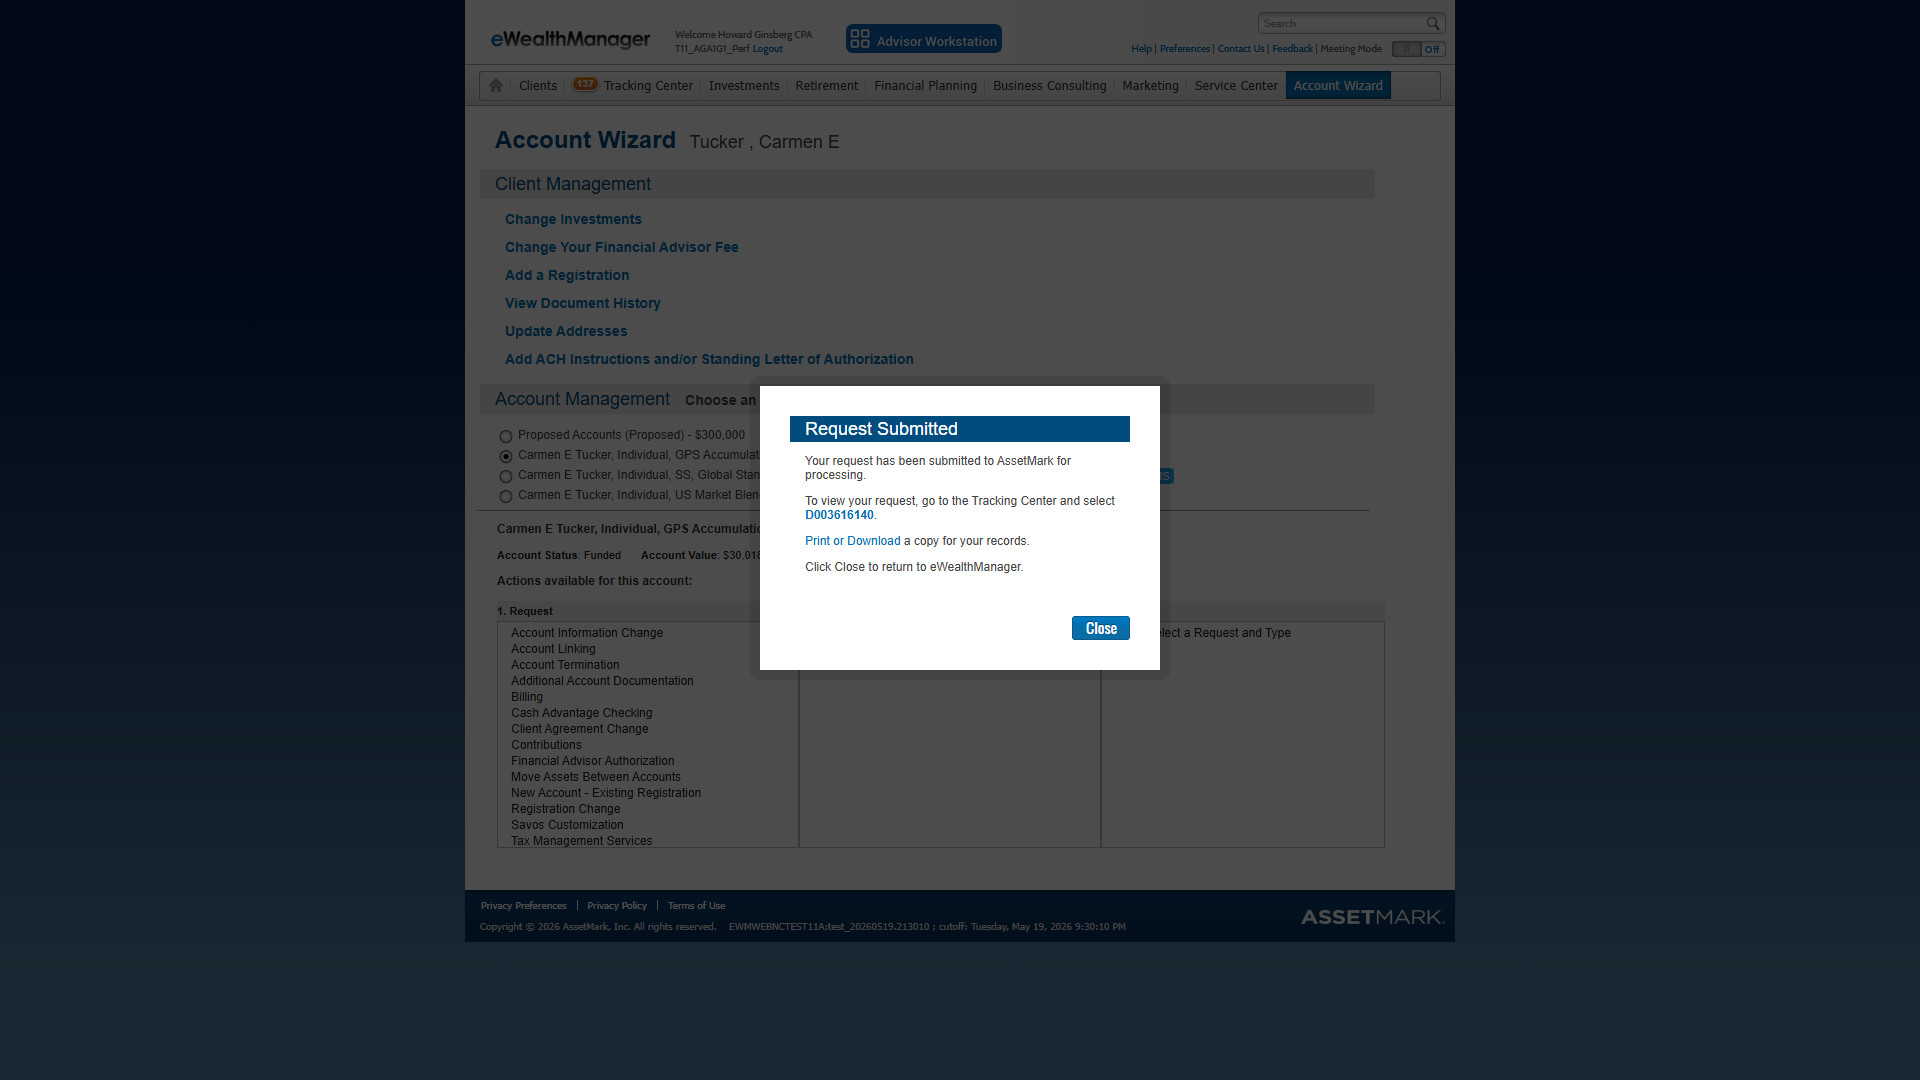 eWealthManager
Welcome Howard Ginsberg CPA
T11_AGA1G1_Perf Logout
Advisor Workstation
Search
Help | Preferences | Contact Us | Feedback | Meeting Mode Off
Clients 137 Tracking Center Investments Retirement Financial Planning Business Consulting Marketing Service Center Account Wizard
Account Wizard Tucker , Carmen E
Client Management
Change Investments
Change Your Financial Advisor Fee
Add a Registration
View Document History
Update Addresses
Add ACH Instructions and/or Standing Letter of Authorization
Account Management Choose an
Proposed Accounts (Proposed) - $300,000
Carmen E Tucker, Individual, GPS Accumulat
Carmen E Tucker, Individual, SS, Global Stan
Carmen E Tucker, Individual, US Market Blen
Carmen E Tucker, Individual, GPS Accumulatio
Account Status: Funded Account Value: $30,018
Actions available for this account:
1. Request
Account Information Change
Account Linking
Account Termination
Additional Account Documentation
Billing
Cash Advantage Checking
Client Agreement Change
Contributions
Financial Advisor Authorization
Move Assets Between Accounts
New Account - Existing Registration
Registration Change
Savos Customization
Tax Management Services
lect a Request and Type
Request Submitted
Your request has been submitted to AssetMark for
processing.
To view your request, go to the Tracking Center and select
D003616140.
Print or Download a copy for your records.
Click Close to return to eWealthManager.
Close
Privacy Preferences | Privacy Policy | Terms of Use
Copyright © 2026 AssetMark, Inc. All rights reserved. EWMWEBNCTEST11A;test_20260519.213010 ; cutoff: Tuesday, May 19, 2026 9:30:10 PM
ASSETMARK.